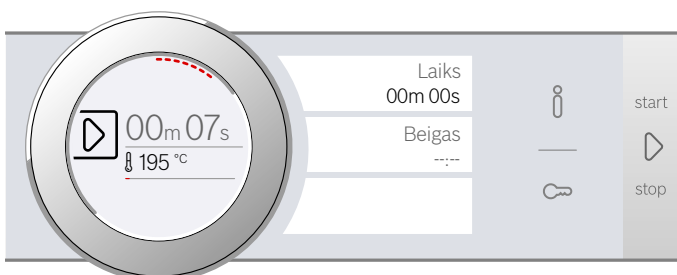 00m 07s
195 °C
Laiks
00m 00s
Beigas
--:--
start
stop